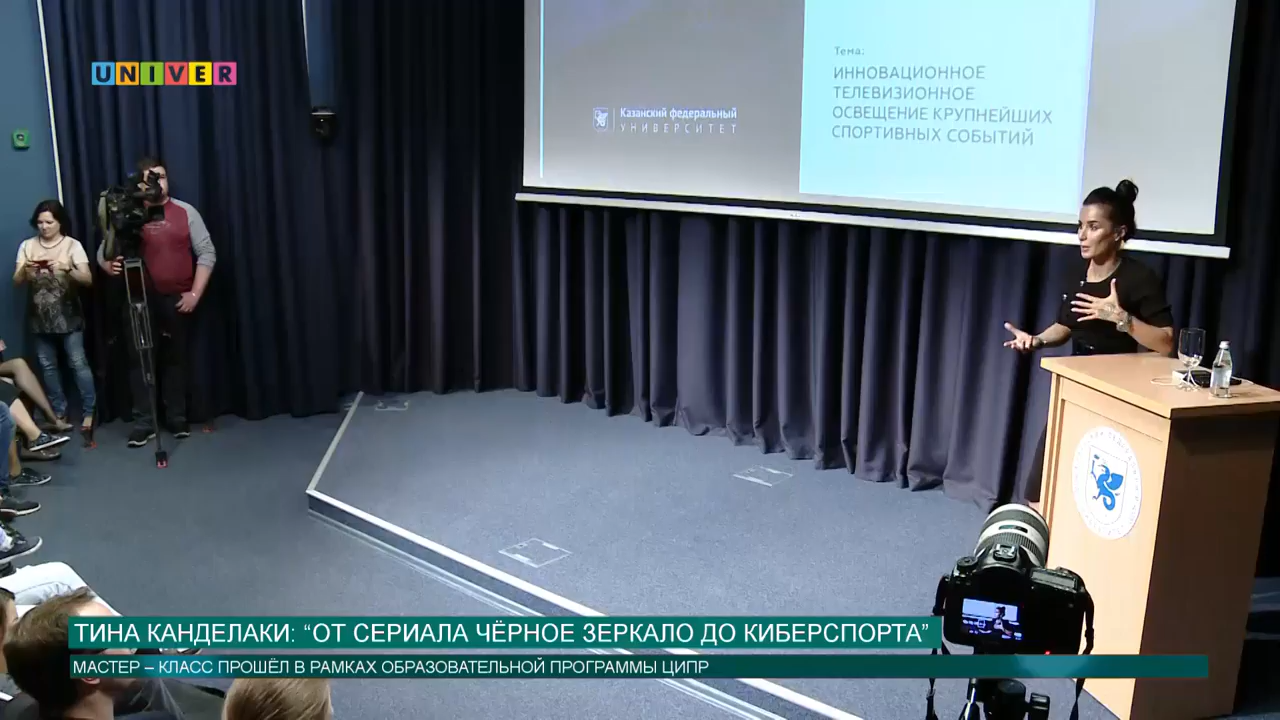 UNIVER
Тема:
ИННОВАЦИОННОЕ
ТЕЛЕВИЗИОННОЕ
ОСВЕЩЕНИЕ КРУПНЕЙШИХ
СПОРТИВНЫХ СОБЫТИЙ
Казанский федеральный
УНИВЕРСИТЕТ
ТИНА КАНДЕЛАКИ: “ОТ СЕРИАЛА ЧЁРНОЕ ЗЕРКАЛО ДО КИБЕРСПОРТА”
МАСТЕР – КЛАСС ПРОШЁЛ В РАМКАХ ОБРАЗОВАТЕЛЬНОЙ ПРОГРАММЫ ЦИПР